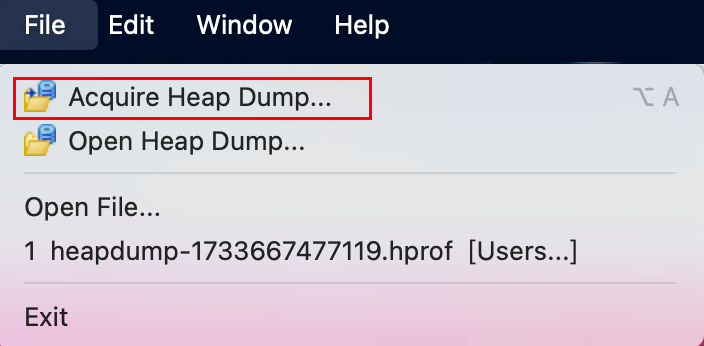 File Edit Window Help
Acquire Heap Dump... ⌥ A
Open Heap Dump...
Open File...
1 heapdump-1733667477119.hprof [Users...]
Exit